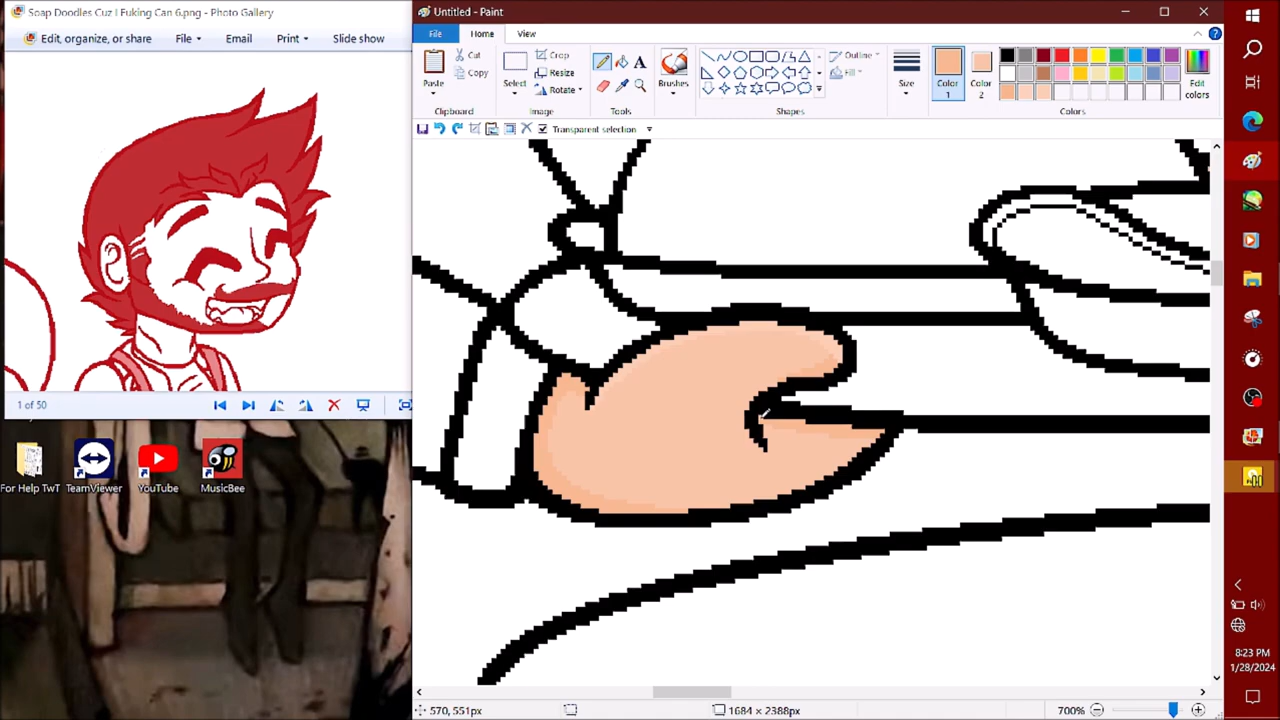 Soap Doodles Cuz I Fuking Can 6.png - Photo Gallery
Edit, organize, or share
File
Email
Print
Slide show
1 of 50
For Help TwT
TeamViewer
YouTube
MusicBee
Untitled - Paint
File
Home
View
Paste
Cut
Copy
Clipboard
Select
Crop
Resize
Rotate
Image
A
Tools
Brushes
Outline
Fill
Shapes
Size
Color 1
Color 2
Edit colors
Colors
Transparent selection
570, 551px
1684 × 2388px
700%
8:23 PM
1/28/2024